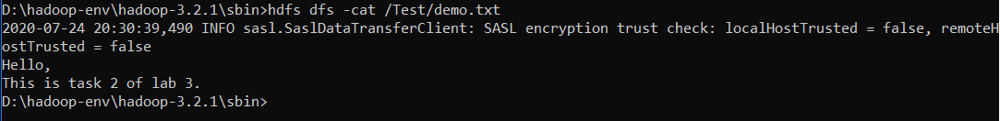 D:\hadoop-env\hadoop-3.2.1\sbin>hdfs dfs -cat /Test/demo.txt
2020-07-24 20:30:39,490 INFO sasl.SaslDataTransferClient: SASL encryption trust check: localHostTrusted = false, remoteH
ostTrusted = false
Hello,
This is task 2 of lab 3.
D:\hadoop-env\hadoop-3.2.1\sbin>